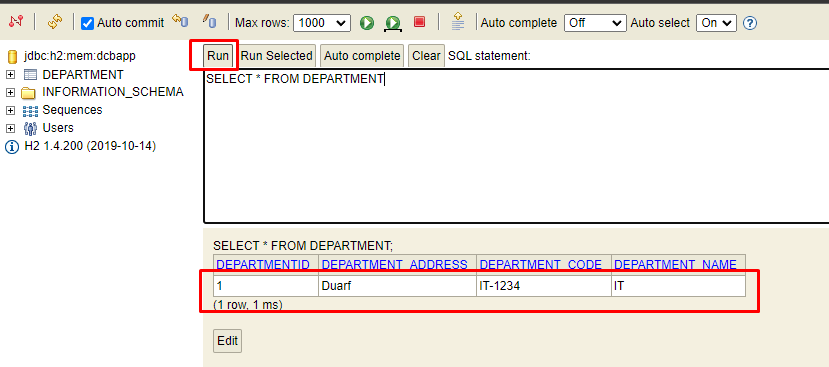 Auto commit Max rows: 1000 Auto complete Off Auto select On
jdbc:h2:mem:dcbapp
DEPARTMENT
INFORMATION_SCHEMA
Sequences
Users
H2 1.4.200 (2019-10-14)
Run Run Selected Auto complete Clear SQL statement:
SELECT * FROM DEPARTMENT
SELECT * FROM DEPARTMENT;
DEPARTMENTID DEPARTMENT_ADDRESS DEPARTMENT_CODE DEPARTMENT_NAME
1 Duarf IT-1234 IT
(1 row, 1 ms)
Edit